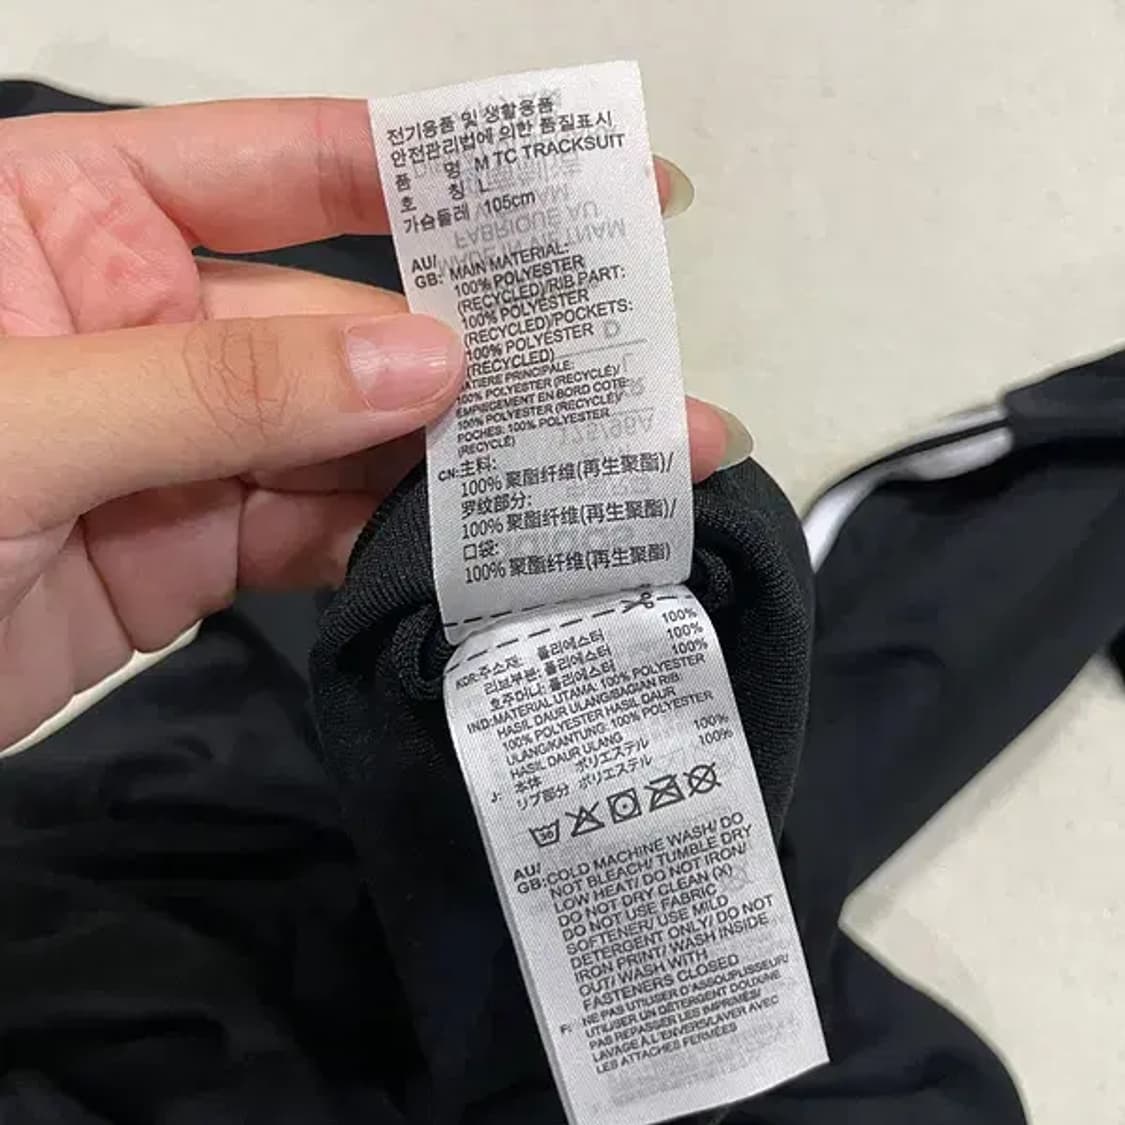 전기용품 및 생활용품
안전관리법에 의한 품질표시
품 명 M TC TRACKSUIT
호 칭 L
가슴둘레 105cm
AU/
GB: MAIN MATERIAL:
100% POLYESTER
(RECYCLED)/RIB PART:
100% POLYESTER
(RECYCLED)/POCKETS:
100% POLYESTER
(RECYCLED)
MATIERE PRINCIPALE:
100% POLYESTER (RECYCLÉ)/
EMPIECEMENT EN BORD COTE:
100% POLYESTER (RECYCLÉ)/
POCHES: 100% POLYESTER
(RECYCLÉ)
CN:主料:
100% 聚酯纤维(再生聚酯)/
罗纹部分:
100% 聚酯纤维(再生聚酯)/
口袋:
100% 聚酯纤维(再生聚酯)
KOR:주소재: 폴리에스터 100%
리브부분: 폴리에스터 100%
호주머니: 폴리에스터 100%
IND:MATERIAL UTAMA: 100% POLYESTER
HASIL DAUR ULANG/BAGIAN RIB:
100% POLYESTER HASIL DAUR
ULANG/KANTUNG: 100% POLYESTER
HASIL DAUR ULANG
J: 本体 ポリエステル 100%
リブ部分 ポリエステル 100%
30
AU/
GB:COLD MACHINE WASH/ DO
NOT BLEACH/ TUMBLE DRY
LOW HEAT/ DO NOT IRON/
DO NOT DRY CLEAN (X)
DO NOT USE FABRIC
SOFTENER/ USE MILD
DETERGENT ONLY/ DO NOT
IRON PRINT/ WASH INSIDE
OUT/ WASH WITH
FASTENERS CLOSED
F: NE PAS UTILISER D'ASSOUPLISSEUR/
UTILISER UN DÉTERGENT DOUX/NE
PAS REPASSER LES IMPRIMÉS/
LAVAGE À L'ENVERS/LAVER AVEC
LES ATTACHES FERMÉES